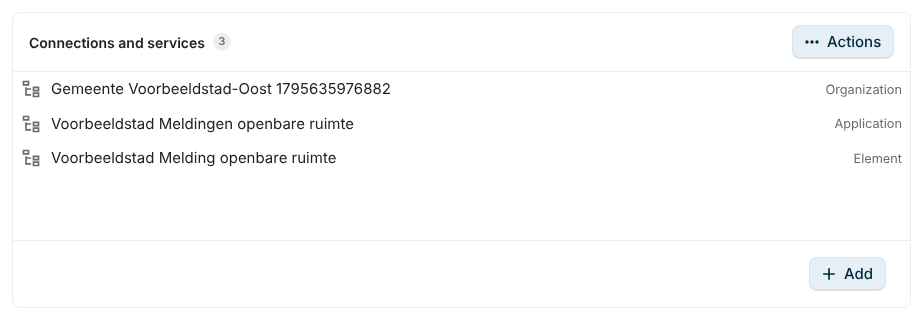 Connections and services 3
Actions
Gemeente Voorbeeldstad-Oost 1795635976882 Organization
Voorbeeldstad Meldingen openbare ruimte Application
Voorbeeldstad Melding openbare ruimte Element
Add